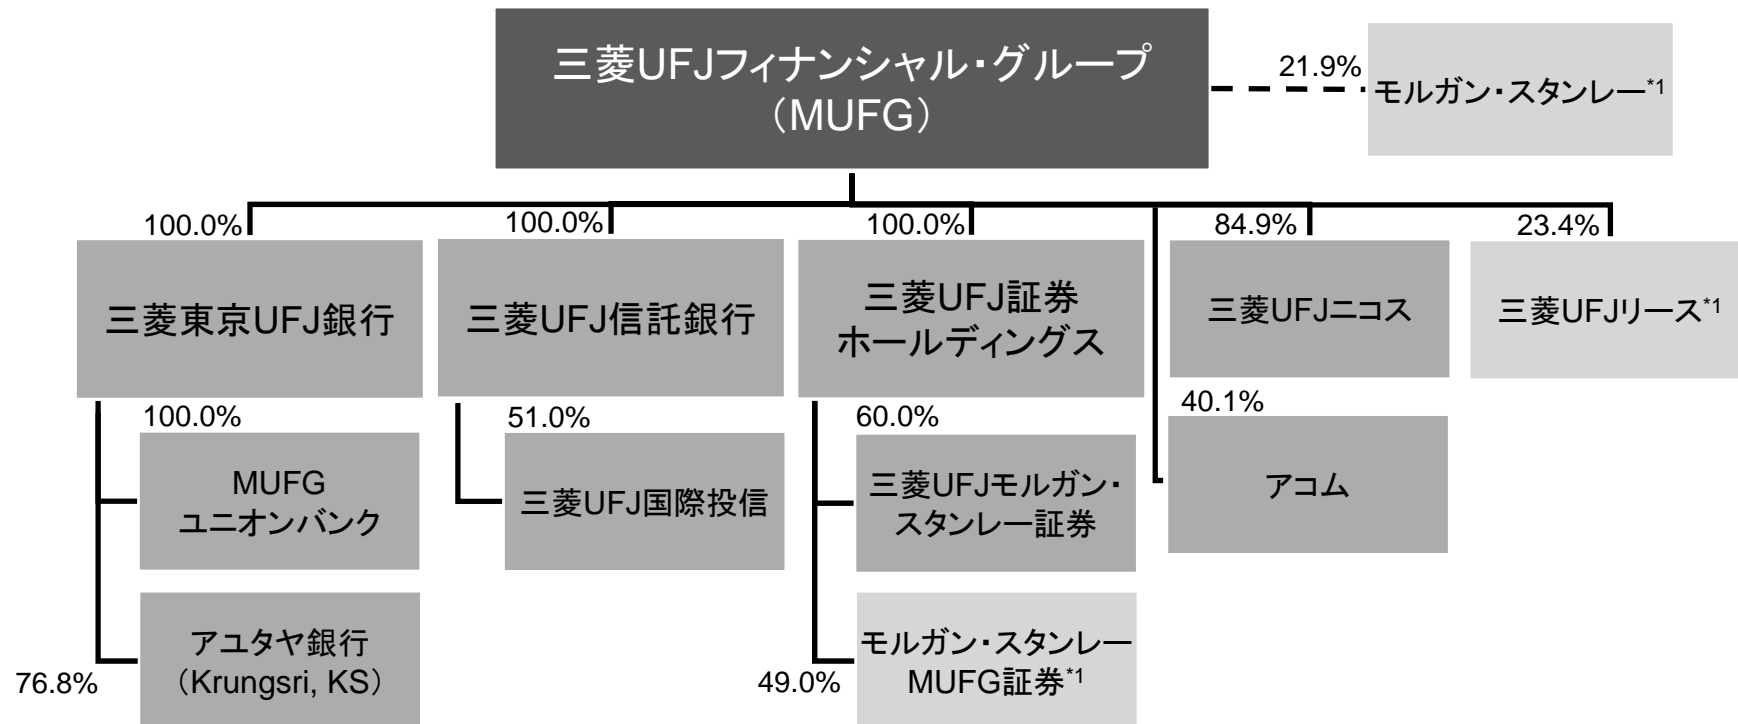 三菱UFJフィナンシャル・グループ
（MUFG）
21.9%
モルガン・スタンレー*1
100.0%
100.0%
100.0%
84.9%
23.4%
三菱東京UFJ銀行
三菱UFJ信託銀行
三菱UFJ証券
ホールディングス
三菱UFJニコス
三菱UFJリース*1
100.0%
51.0%
60.0%
40.1%
MUFG
ユニオンバンク
三菱UFJ国際投信
三菱UFJモルガン・
スタンレー証券
アコム
アユタヤ銀行
（Krungsri, KS）
76.8%
モルガン・スタンレー
MUFG証券*1
49.0%